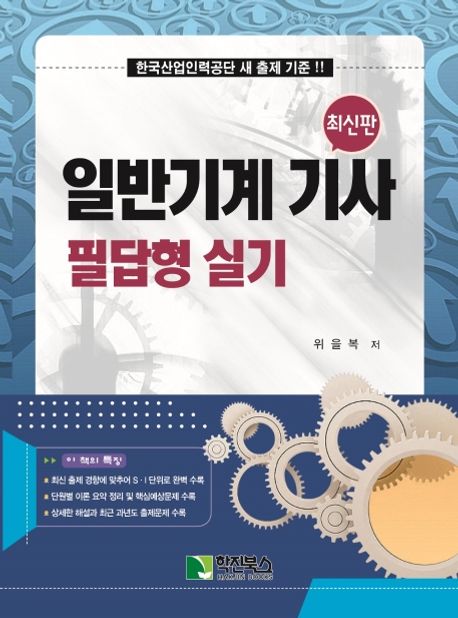 한국산업인력공단 새 출제 기준 !!
최신판
일반기계 기사
필답형 실기
위 을 복 저
▶▶ 이 책의 특징
■ 최신 출제 경향에 맞추어 S · I 단위로 완벽 수록
■ 단원별 이론 요약 정리 및 핵심예상문제 수록
■ 상세한 해설과 최근 과년도 출제문제 수록
학진북스
HAKJIN BOOKS